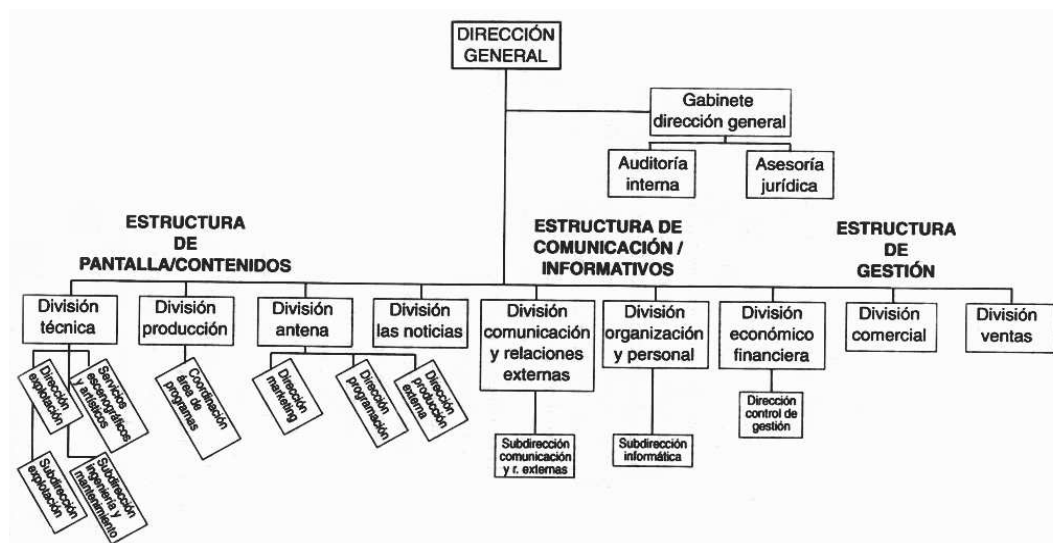 DIRECCIÓN
GENERAL
Gabinete
dirección general
Auditoría
interna
Asesoría
jurídica
ESTRUCTURA
DE
PANTALLA/CONTENIDOS
ESTRUCTURA DE
COMUNICACIÓN /
INFORMATIVOS
ESTRUCTURA
DE
GESTIÓN
División
técnica
División
producción
División
antena
División
las noticias
División
comunicación
y relaciones
externas
División
organización
y personal
División
económico
financiera
División
comercial
División
ventas
Dirección
explotación
Servicios
escenográficos
y artísticos
Coordinación
área de
programas
Dirección
marketing
Dirección
programación
Dirección
producción
externa
Subdirección
comunicación
y r. externas
Subdirección
informática
Dirección
control de
gestión
Subdirección
explotación
Subdirección
ingeniería y
mantenimiento